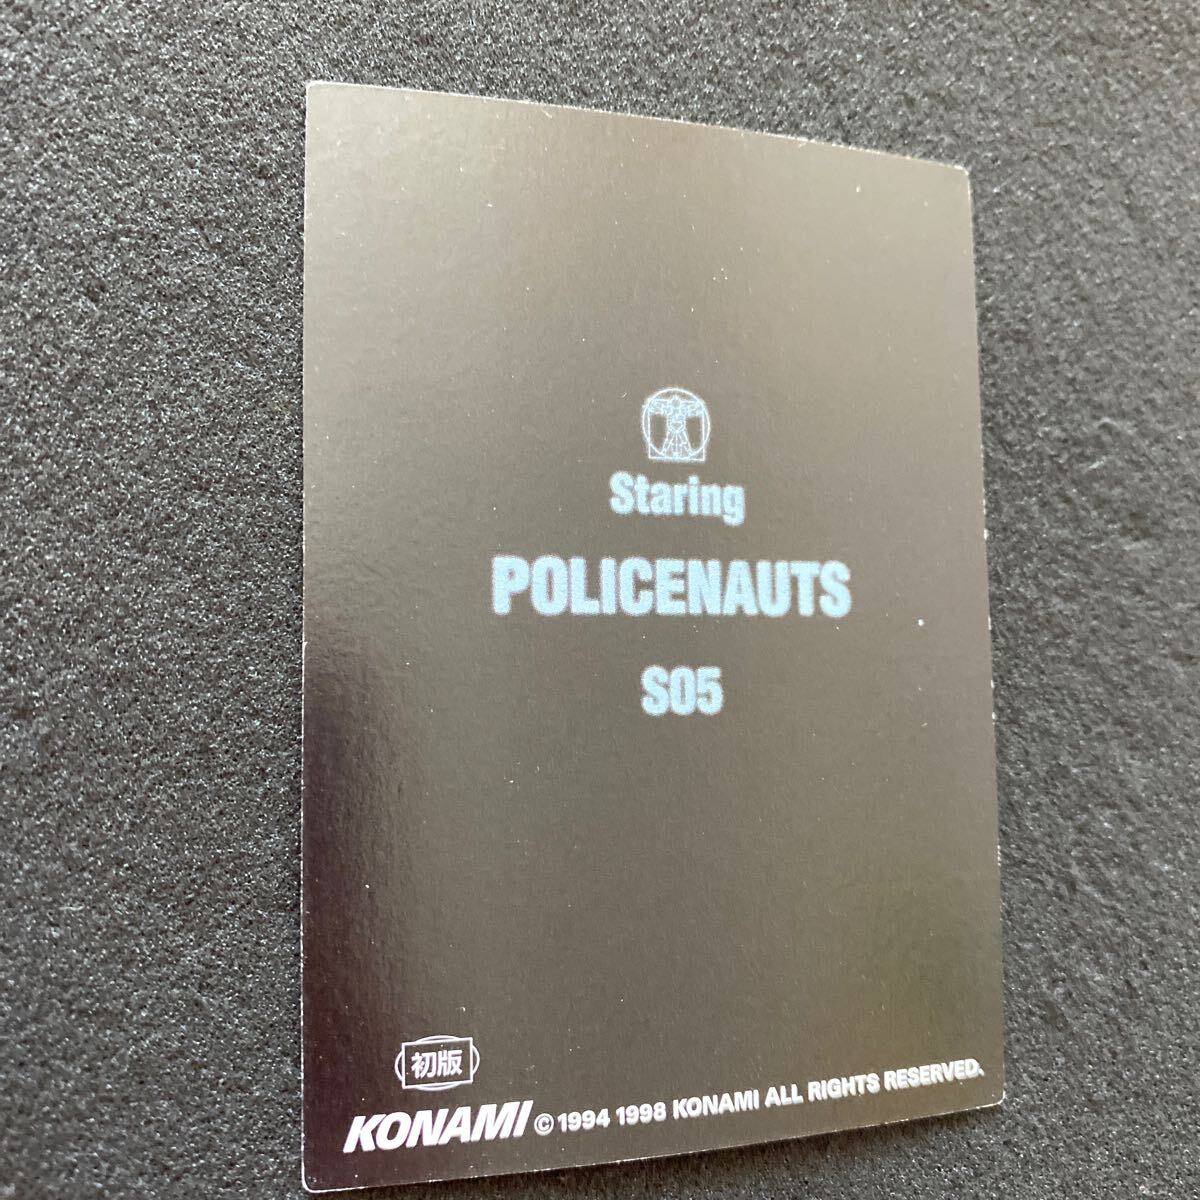 Staring
POLICENAUTS
S05
初版
KONAMI © 1994 1998 KONAMI ALL RIGHTS RESERVED.